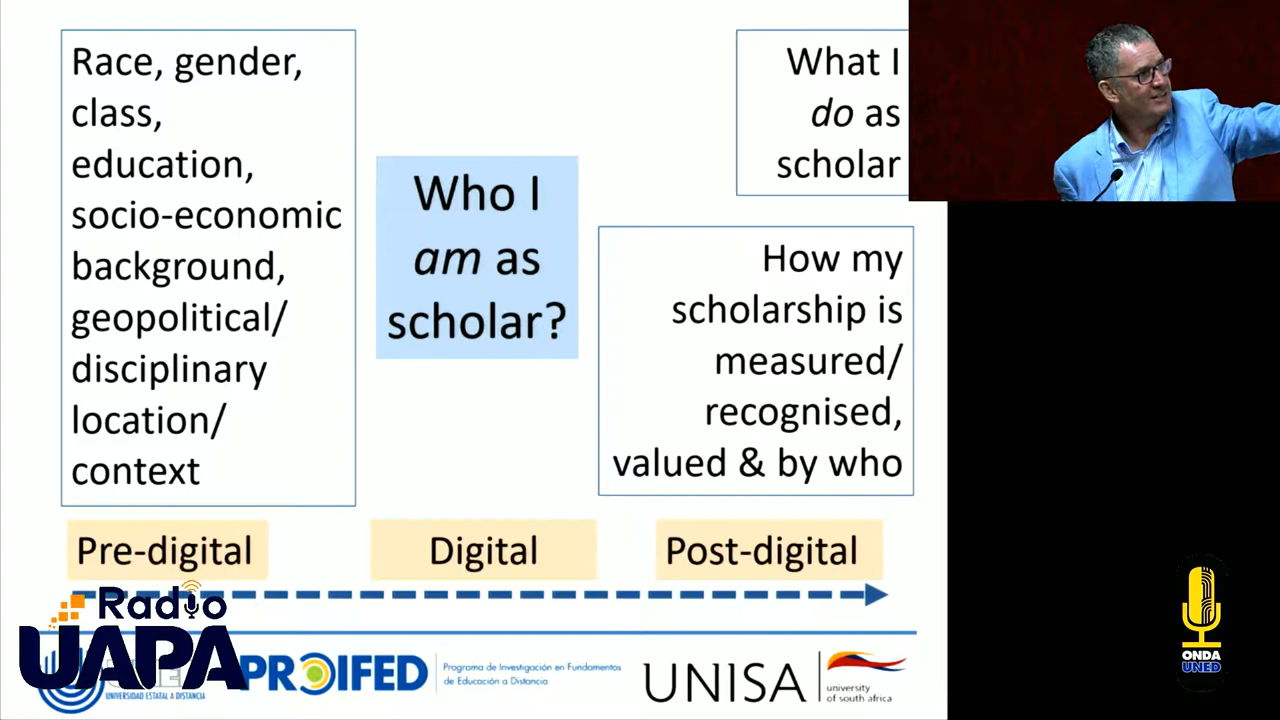 Race, gender,
class,
education,
socio-economic
background,
geopolitical/
disciplinary
location/
context
Who I
am as
scholar?
What I
do as
scholar
How my
scholarship is
measured/
recognised,
valued & by who
Pre-digital
Digital
Post-digital
Radio
UAPA
UNIVERSIDAD ESTATAL A DISTANCIA
PROIFED
Programa de Investigación en Fundamentos
de Educación a Distancia
UNISA
university
of south africa
ONDA
UNED